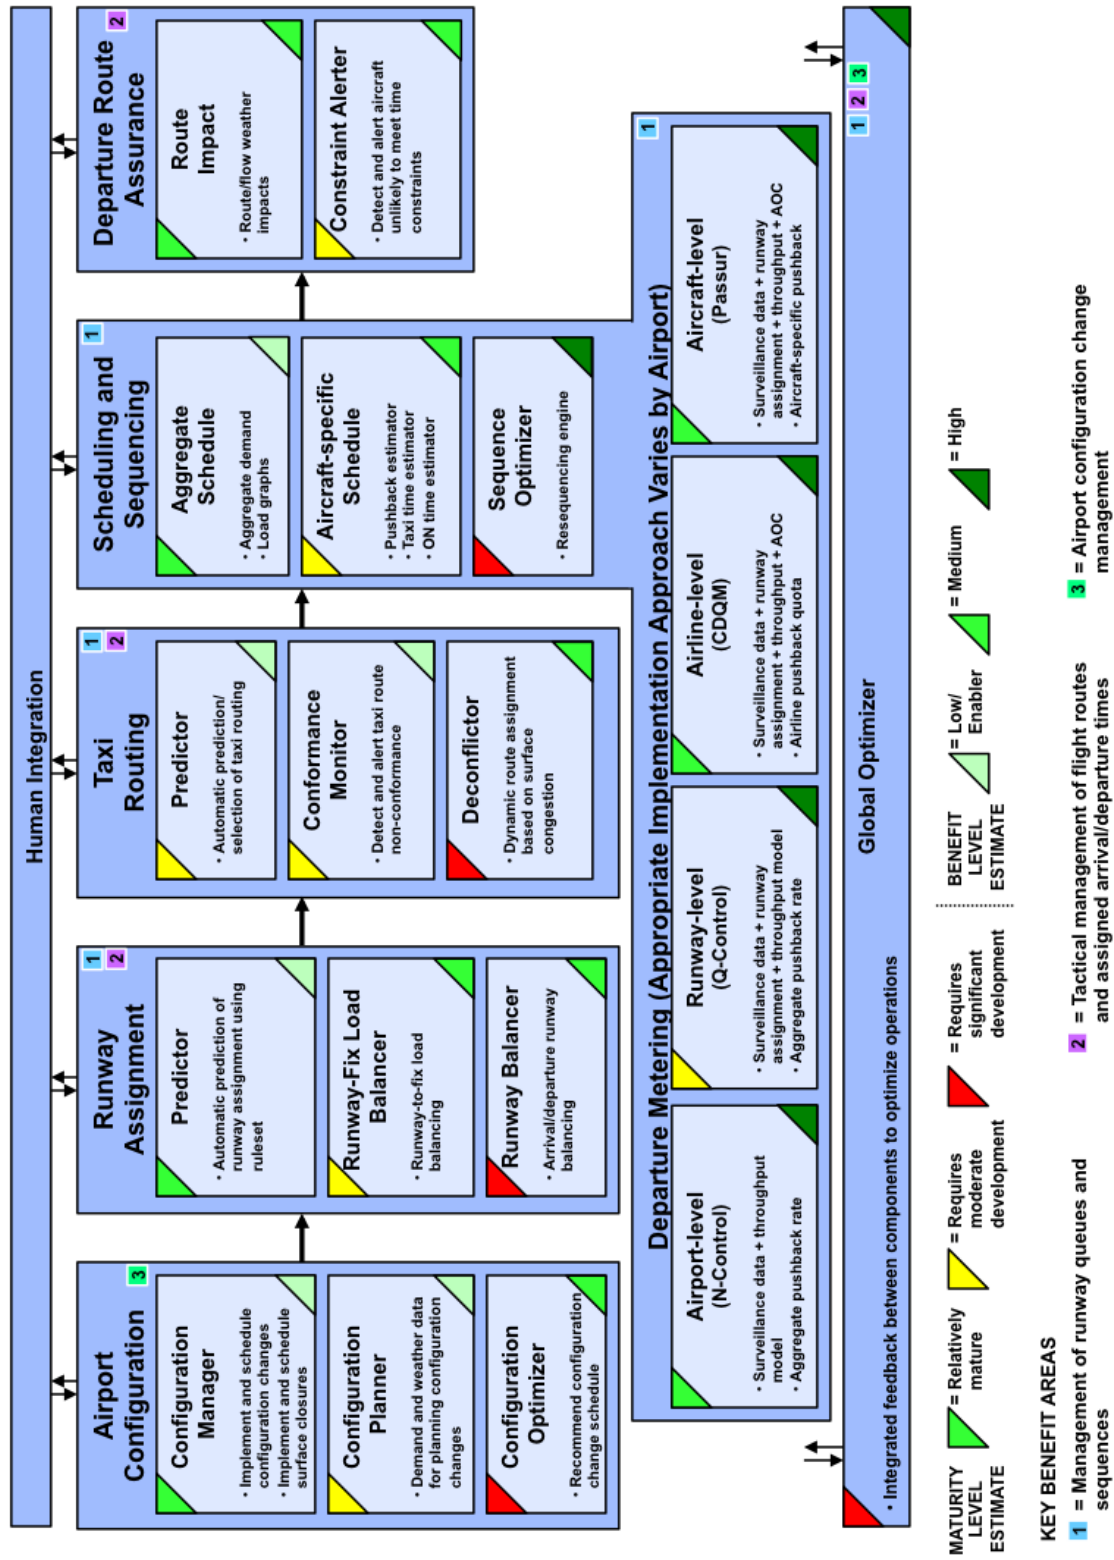 Human Integration
Airport
Configuration
3
Configuration
Manager
• Implement and schedule
configuration changes
• Implement and schedule
surface closures
Configuration
Planner
• Demand and weather data
for planning configuration
changes
Configuration
Optimizer
• Recommend configuration
change schedule
Runway
Assignment
1
2
Predictor
• Automatic prediction of
runway assignment using
ruleset
Runway-Fix Load
Balancer
• Runway-to-fix load
balancing
Runway Balancer
• Arrival/departure runway
balancing
Taxi
Routing
1
2
Predictor
• Automatic prediction/
selection of taxi routing
Conformance
Monitor
• Detect and alert taxi route
non-conformance
Deconflictor
• Dynamic route assignment
based on surface
congestion
Scheduling and
Sequencing
1
Aggregate
Schedule
• Aggregate demand
• Load graphs
Aircraft-specific
Schedule
• Pushback estimator
• Taxi time estimator
• ON time estimator
Sequence
Optimizer
• Resequencing engine
Departure Route
Assurance
2
Route
Impact
• Route/flow weather
impacts
Constraint Alerter
• Detect and alert aircraft
unlikely to meet time
constraints
Departure Metering (Appropriate Implementation Approach Varies by Airport)
1
Airport-level
(N-Control)
• Surveillance data + throughput
model
• Aggregate pushback rate
Runway-level
(Q-Control)
• Surveillance data + runway
assignment + throughput model
• Aggregate pushback rate
Airline-level
(CDQM)
• Surveillance data + runway
assignment + throughput + AOC
• Airline pushback quota
Aircraft-level
(Passur)
• Surveillance data + runway
assignment + throughput + AOC
• Aircraft-specific pushback
Global Optimizer
1 2 3
• Integrated feedback between components to optimize operations
MATURITY
LEVEL
ESTIMATE
= Relatively
mature
= Requires
moderate
development
= Requires
significant
development
BENEFIT
LEVEL
ESTIMATE
= Low/
Enabler
= Medium
= High
KEY BENEFIT AREAS
1 = Management of runway queues and
sequences
2 = Tactical management of flight routes
and assigned arrival/departure times
3 = Airport configuration change
management